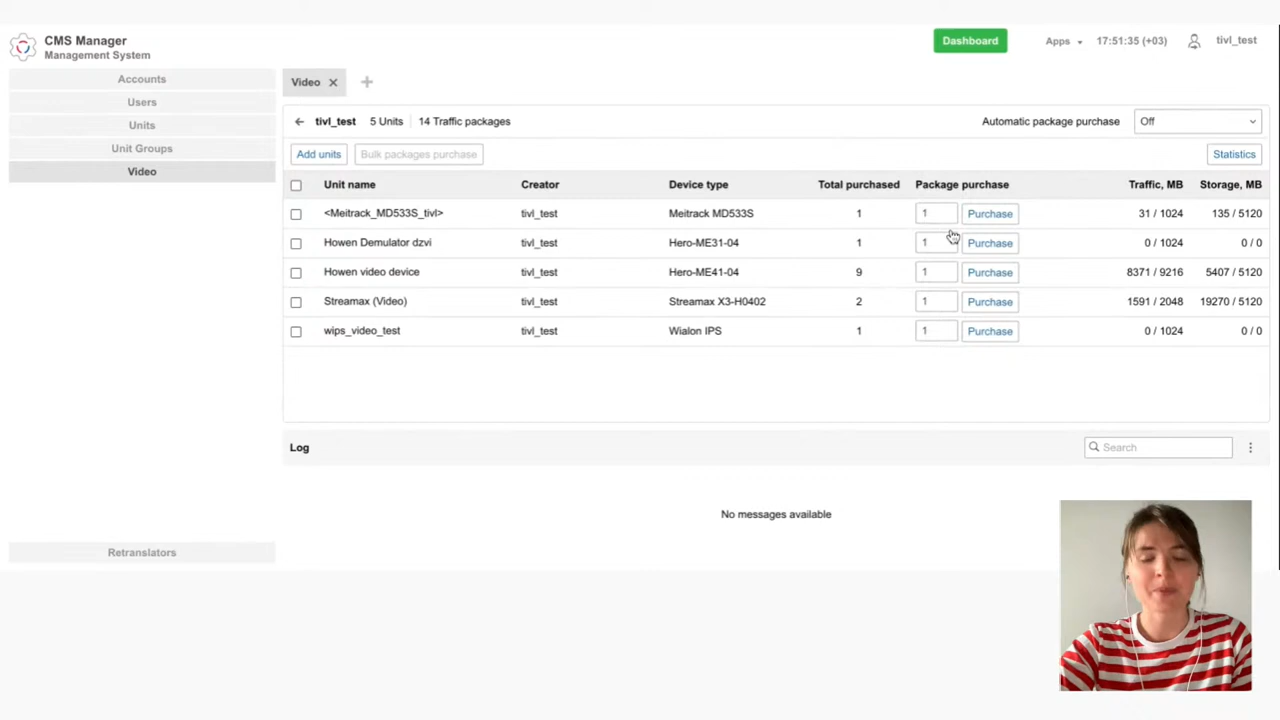 CMS Manager
Management System
Dashboard
Apps
17:51:35 (+03)
tivl_test
Accounts
Users
Units
Unit Groups
Video
Retranslators
Video
tivl_test 5 Units 14 Traffic packages
Automatic package purchase Off
Add units Bulk packages purchase Statistics
Unit name Creator Device type Total purchased Package purchase Traffic, MB Storage, MB
<Meitrack_MD533S_tivl> tivl_test Meitrack MD533S 1 1 Purchase 31 / 1024 135 / 5120
Howen Demulator dzvi tivl_test Hero-ME31-04 1 1 Purchase 0 / 1024 0 / 0
Howen video device tivl_test Hero-ME41-04 9 1 Purchase 8371 / 9216 5407 / 5120
Streamax (Video) tivl_test Streamax X3-H0402 2 1 Purchase 1591 / 2048 19270 / 5120
wips_video_test tivl_test Wialon IPS 1 1 Purchase 0 / 1024 0 / 0
Log Search
No messages available